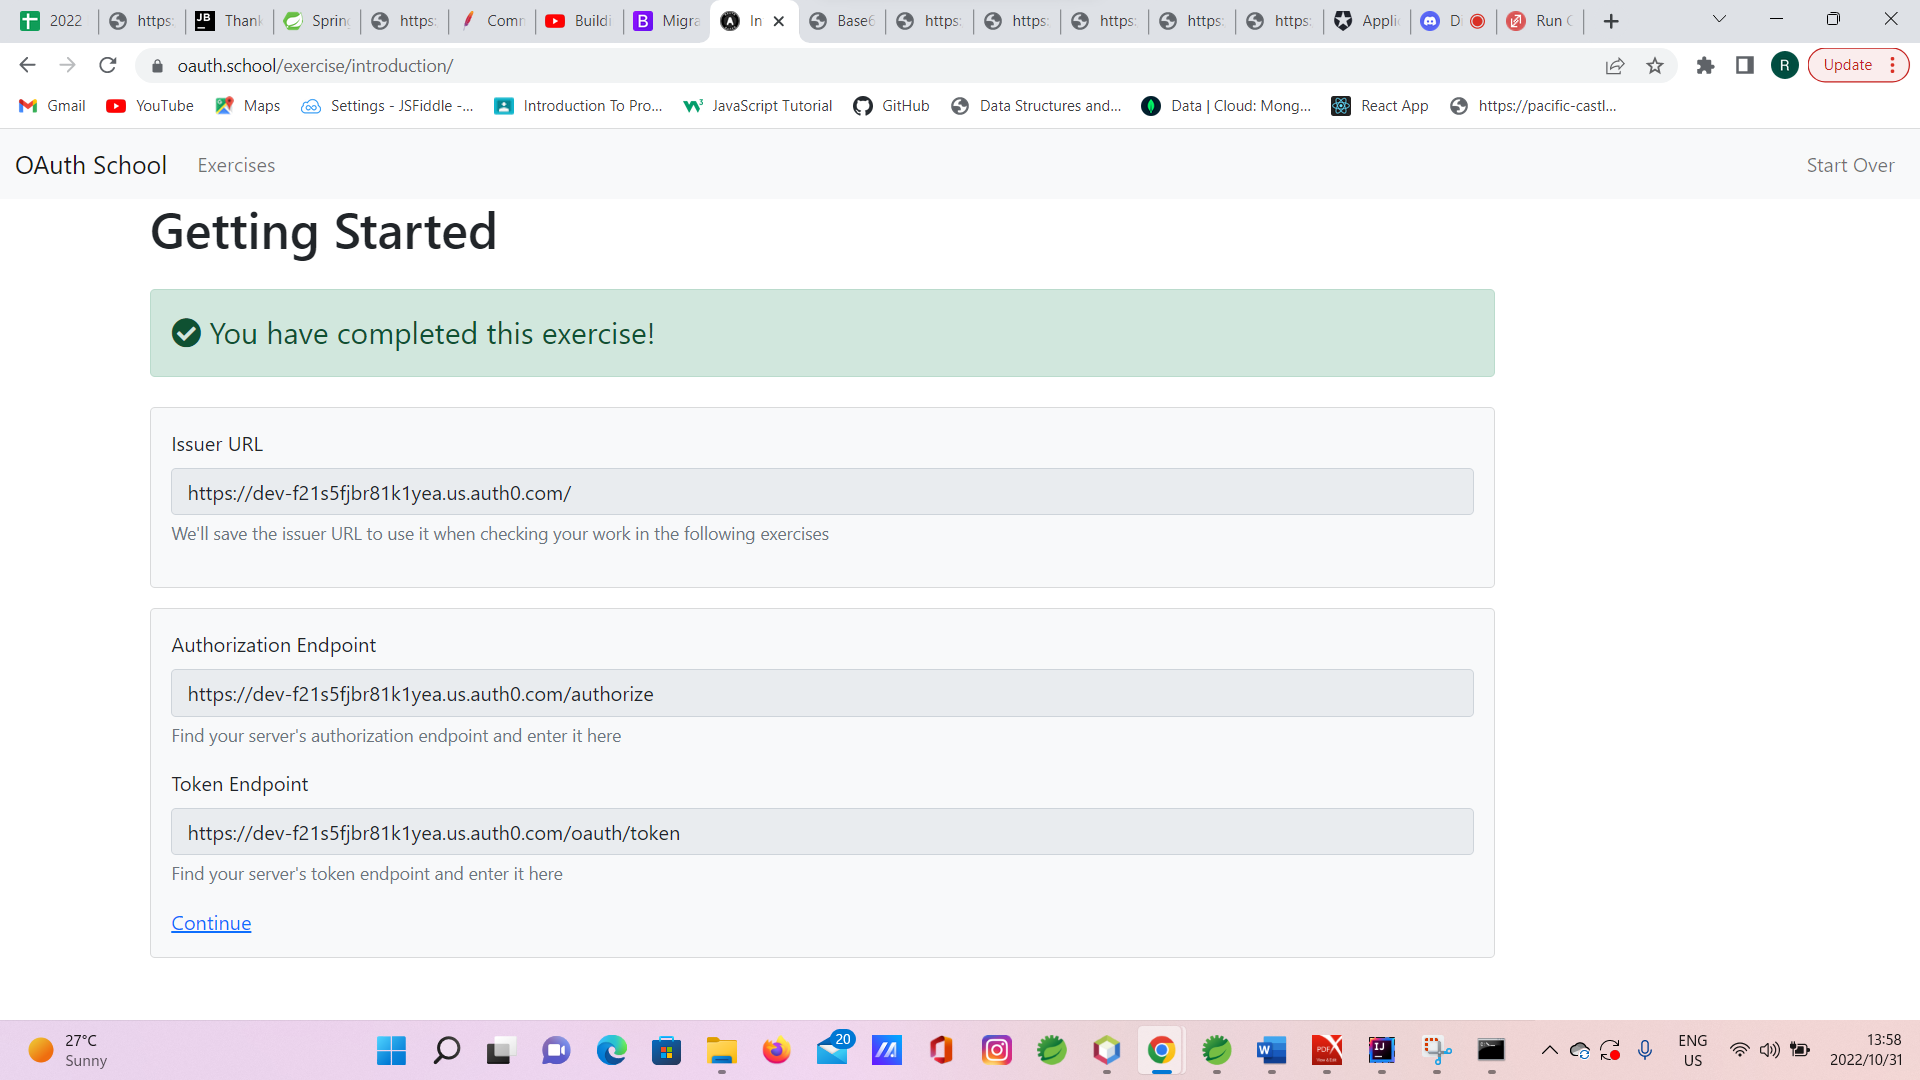 2022
https:
Thank
Spring
https:
Comm
Buildi
Migra
In
Base6
https:
https:
https:
https:
https:
Applic
Di
Run
oauth.school/exercise/introduction/
R
Update
Gmail
YouTube
Maps
Settings - JSFiddle -...
Introduction To Pro...
JavaScript Tutorial
GitHub
Data Structures and...
Data | Cloud: Mong...
React App
https://pacific-castl...
OAuth School
Exercises
Start Over
Getting Started
You have completed this exercise!
Issuer URL
https://dev-f21s5fjbr81k1yea.us.auth0.com/
We'll save the issuer URL to use it when checking your work in the following exercises
Authorization Endpoint
https://dev-f21s5fjbr81k1yea.us.auth0.com/authorize
Find your server's authorization endpoint and enter it here
Token Endpoint
https://dev-f21s5fjbr81k1yea.us.auth0.com/oauth/token
Find your server's token endpoint and enter it here
Continue
27°C
Sunny
20
ENG
US
13:58
2022/10/31